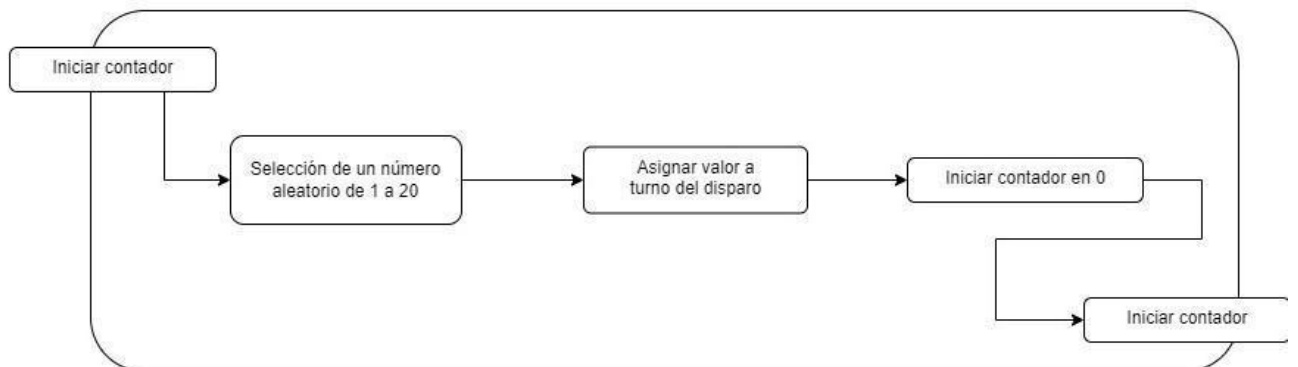 Iniciar contador
Selección de un número
aleatorio de 1 a 20
Asignar valor a
turno del disparo
Iniciar contador en 0
Iniciar contador